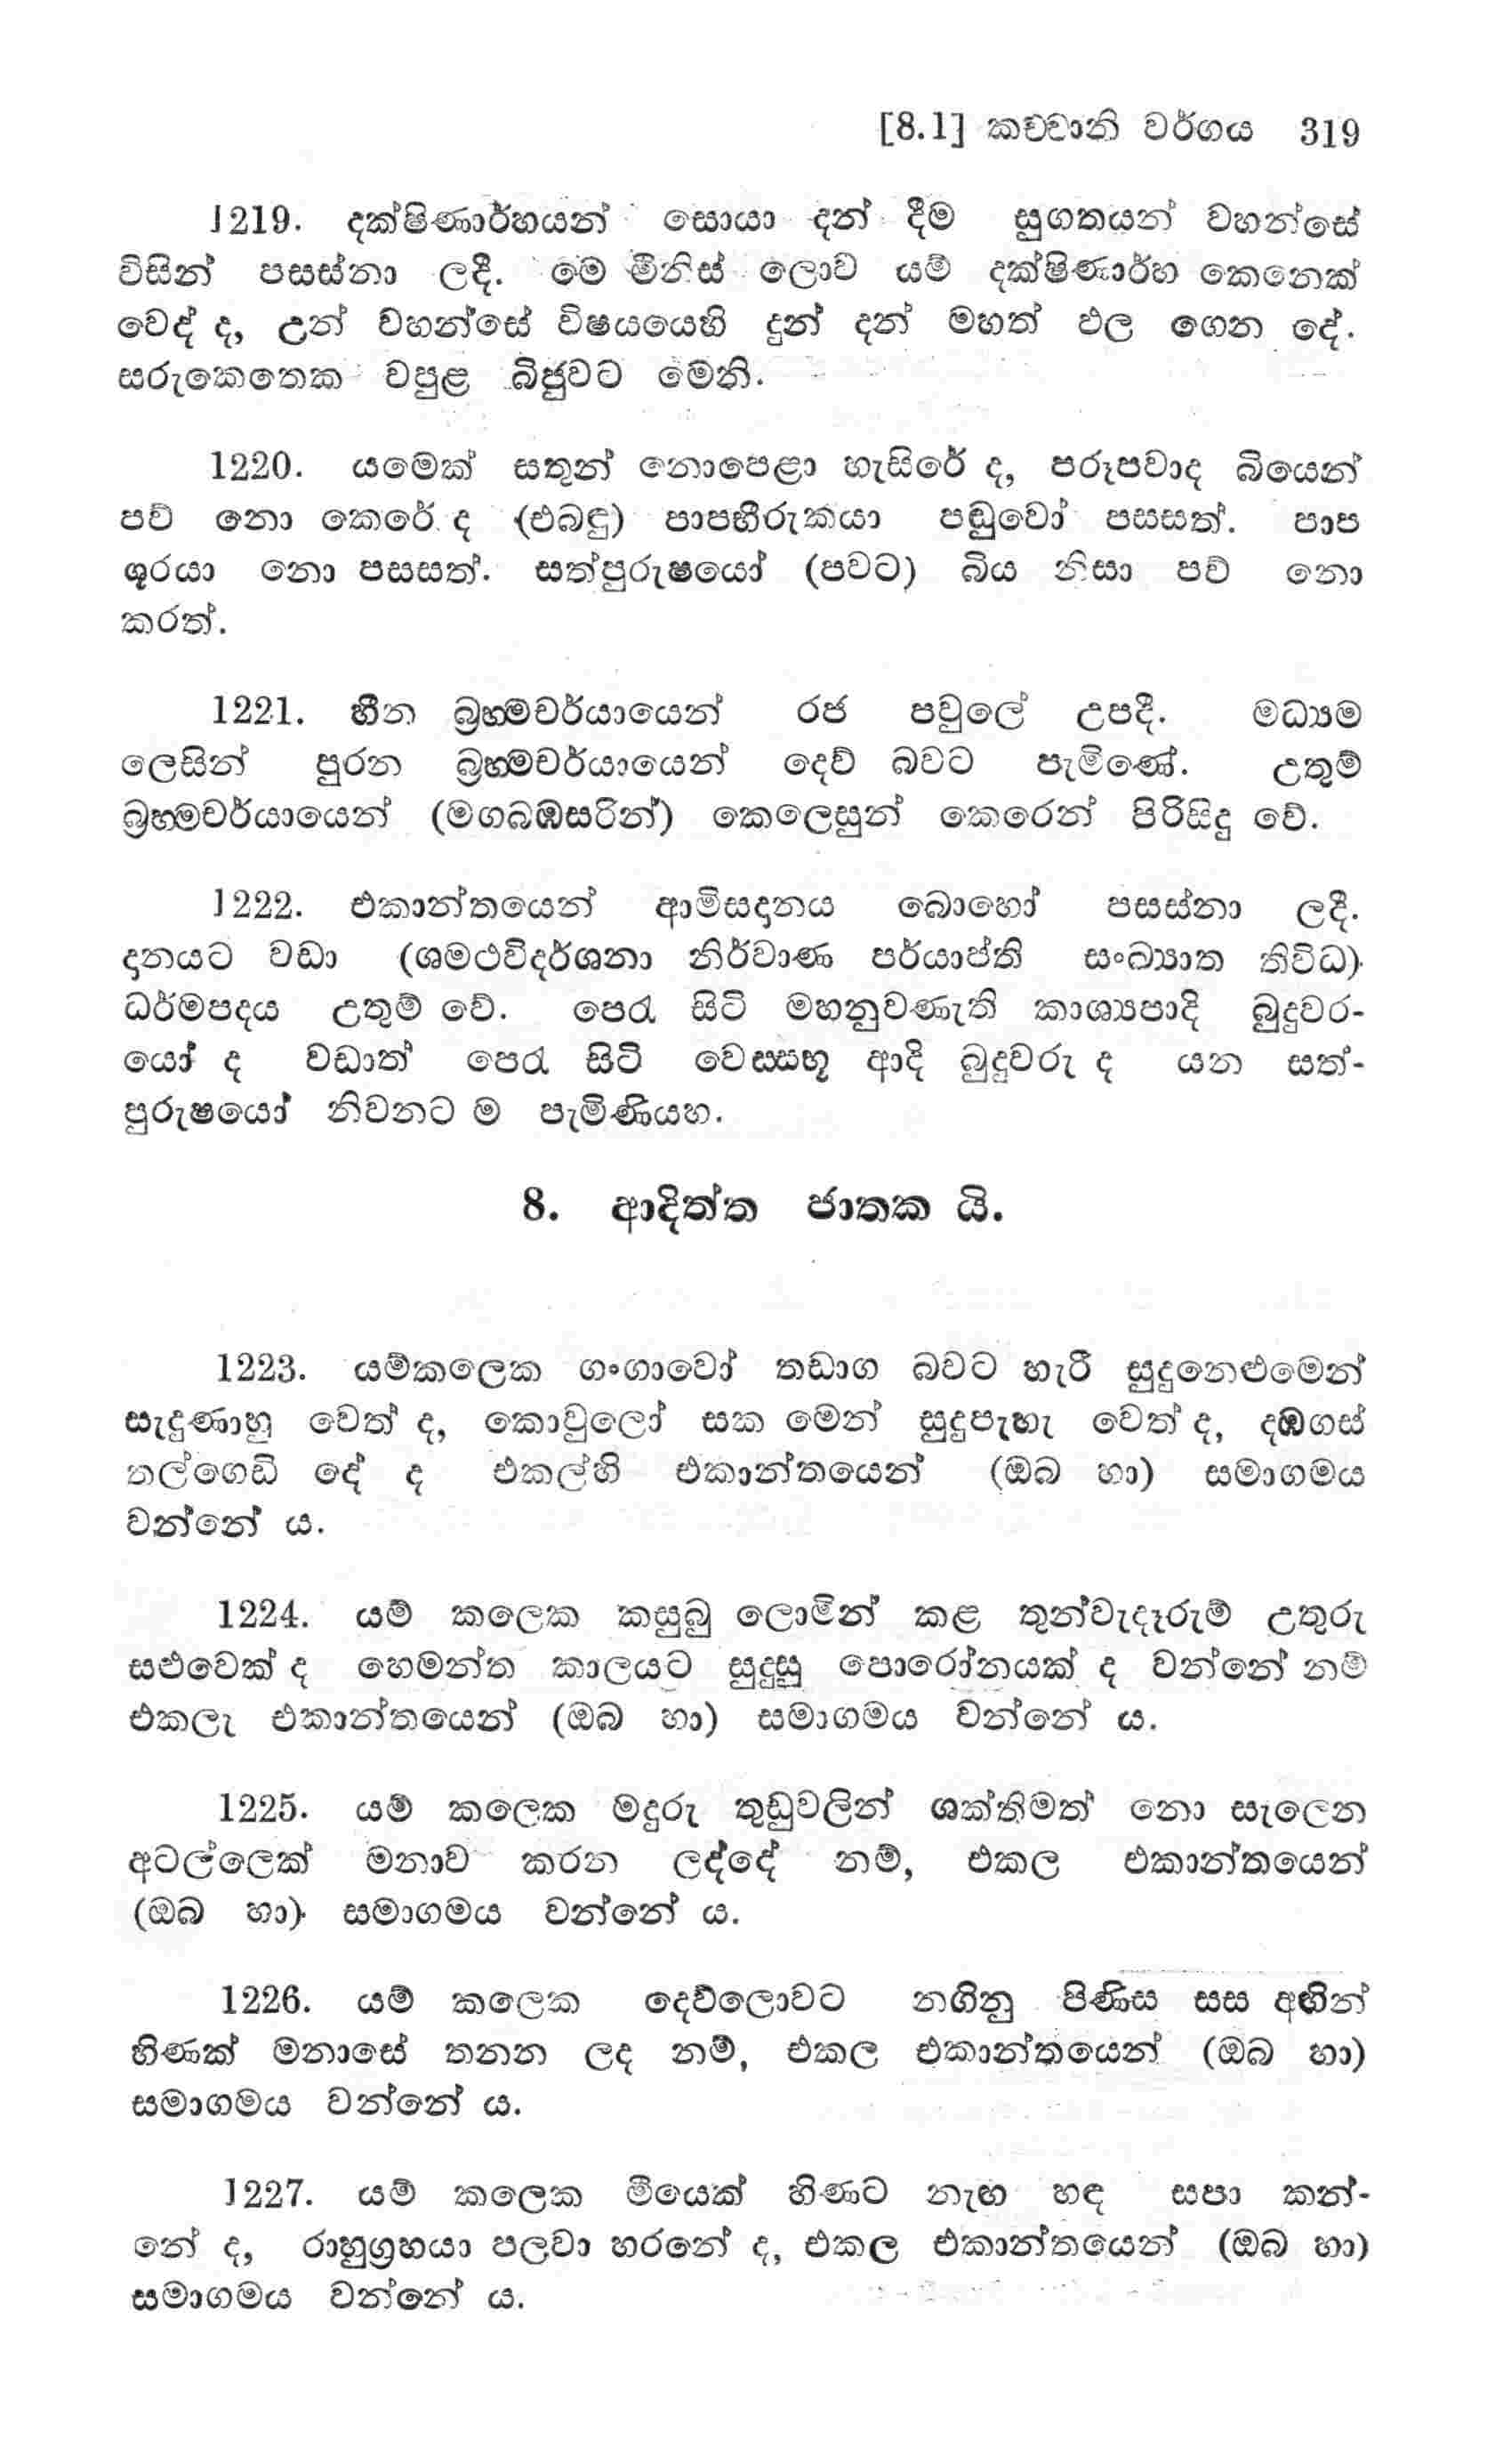 [8.1] කච්චානි වර්ගය 319
1219. දක්ෂිණාර්හයන් සොයා දන් දීම සුගතයන් වහන්සේ
විසින් පසස්නා ලදී. මේ මිනිස් ලොව යම් දක්ෂිණාර්හ කෙනෙක්
වෙද් ද, උන් වහන්සේ විෂයයෙහි දුන් දන් මහත් ඵල ගෙන දේ.
සරුකෙතෙක වපුළ බිජුවට මෙනි.
1220. යමෙක් සතුන් නොපෙළා හැසිරේ ද, පරූපවාද බියෙන්
පව් නො කෙරේ ද (එබඳු) පාපභීරුකයා පඬුවෝ පසසත්. පාප
ශූරයා නො පසසත්. සත්පුරුෂයෝ (පවට) බිය නිසා පව් නො
කරත්.
1221. හීන බ්‍රහ්මචර්යායෙන් රජ පවුලේ උපදී. මධ්‍යම
ලෙසින් පුරන බ්‍රහ්මචර්යායෙන් දෙව් බවට පැමිණේ. උතුම්
බ්‍රහ්මචර්යායෙන් (මගබඹසරින්) කෙලෙසුන් කෙරෙන් පිරිසිදු වේ.
1222. එකාන්තයෙන් ආමිසදානය බොහෝ පසස්නා ලදී.
දානයට වඩා (ශමථවිදර්ශනා නිර්වාණ පර්යාප්ති සංඛ්‍යාත තිවිධ)
ධර්මපදය උතුම් වේ. පෙර සිටි මහනුවණැති කාශ්‍යපාදි බුදුවර-
යෝ ද වඩාත් පෙර සිටි වෙස්සභූ ආදි බුදුවරු ද යන සත්-
පුරුෂයෝ නිවනට ම පැමිණියහ.
8. ආදිත්ත ජාතක යි.
1223. යම්කලෙක ගංගාවෝ තඩාග බවට හැරී සුදුනෙළුමෙන්
සැදුණාහු වෙත් ද, කොවුලෝ සක මෙන් සුදුපැහැ වෙත් ද, දඹගස්
තල්ගෙඩි දේ ද එකල්හි එකාන්තයෙන් (ඔබ හා) සමාගමය
වන්නේ ය.
1224. යම් කලෙක කසුබු ලොමින් කළ තුන්වැදෑරුම් උතුරු
සළුවෙක් ද හෙමන්ත කාලයට සුදුසු පොරෝනයක් ද වන්නේ නම්
එකලැ එකාන්තයෙන් (ඔබ හා) සමාගමය වන්නේ ය.
1225. යම් කලෙක මදුරු තුඩුවලින් ශක්තිමත් නො සැලෙන
අටල්ලෙක් මනාව කරන ලද්දේ නම්, එකල එකාන්තයෙන්
(ඔබ හා) සමාගමය වන්නේ ය.
1226. යම් කලෙක දෙව්ලොවට නගිනු පිණිස සස අඟින්
හිණක් මනාසේ තනන ලද නම්, එකල එකාන්තයෙන් (ඔබ හා)
සමාගමය වන්නේ ය.
1227. යම් කලෙක මීයෙක් හිණට නැඟ හඳ සපා කන්-
නේ ද, රාහුග්‍රහයා පලවා හරනේ ද, එකල එකාන්තයෙන් (ඔබ හා)
සමාගමය වන්නේ ය.